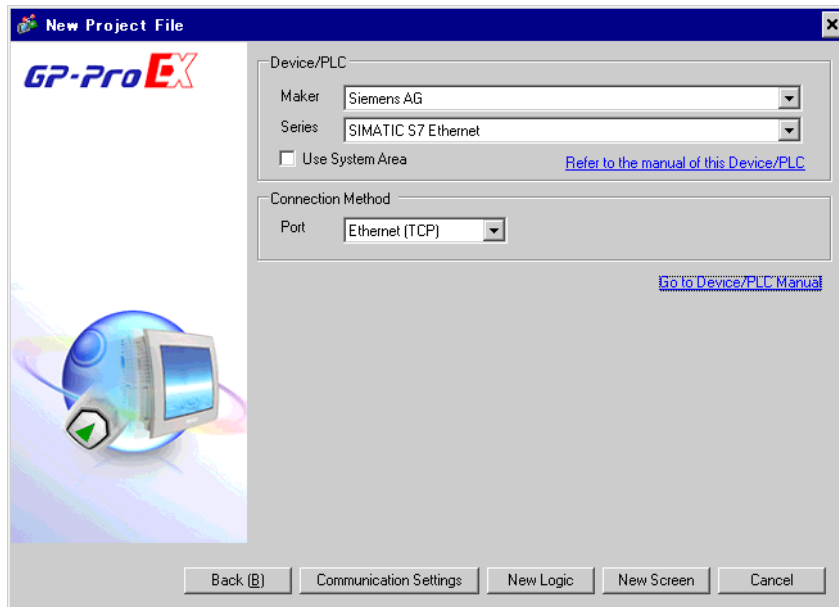 New Project File
GP-Pro EX
Device/PLC
Maker Siemens AG
Series SIMATIC S7 Ethernet
Use System Area Refer to the manual of this Device/PLC
Connection Method
Port Ethernet (TCP)
Go to Device/PLC Manual
Back (B) Communication Settings New Logic New Screen Cancel